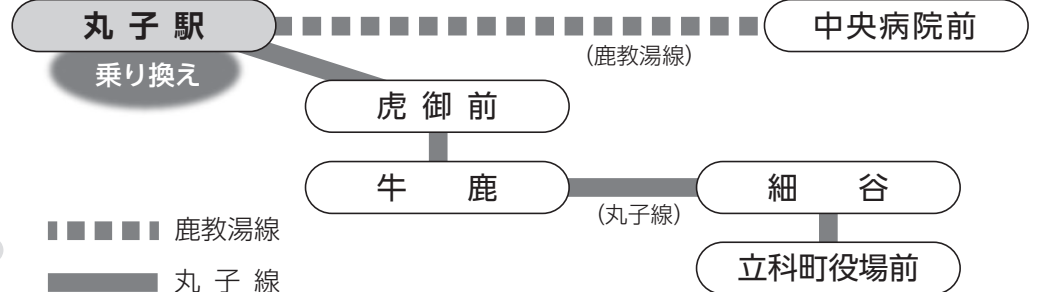 丸子駅
中央病院前
(鹿教湯線)
乗り換え
虎御前
牛鹿
細谷
(丸子線)
鹿教湯線
立科町役場前
丸子線